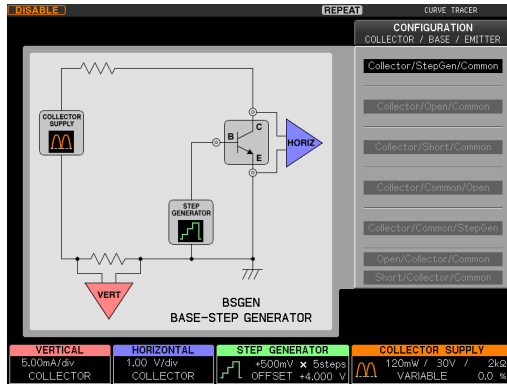 DISABLE
REPEAT
CURVE TRACER
CONFIGURATION
COLLECTOR / BASE / EMITTER
Collector/StepGen/Common
Collector/Open/Common
Collector/Short/Common
Collector/Common/Open
Collector/Common/StepGen
Open/Collector/Common
Short/Collector/Common
COLLECTOR
SUPPLY
B
C
E
HORIZ
STEP
GENERATOR
VERT
BSGEN
BASE-STEP GENERATOR
VERTICAL
5.00mA/div
COLLECTOR
HORIZONTAL
1.00 V/div
COLLECTOR
STEP GENERATOR
+500mV × 5steps
OFFSET +4.000 V
COLLECTOR SUPPLY
120mW / 30V / 2kΩ
VARIABLE 0.0 %